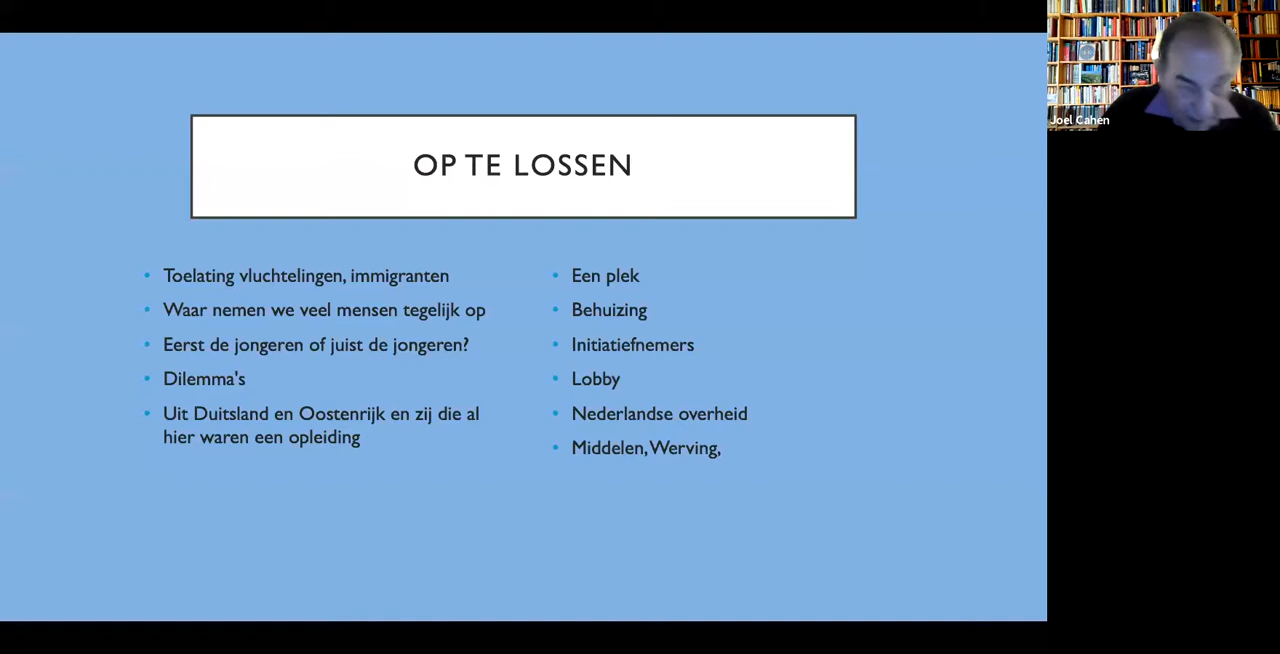 OP TE LOSSEN
Toelating vluchtelingen, immigranten
Waar nemen we veel mensen tegelijk op
Eerst de jongeren of juist de jongeren?
Dilemma's
Uit Duitsland en Oostenrijk en zij die al
hier waren een opleiding
Een plek
Behuizing
Initiatiefnemers
Lobby
Nederlandse overheid
Middelen, Werving,
Joel Cahen